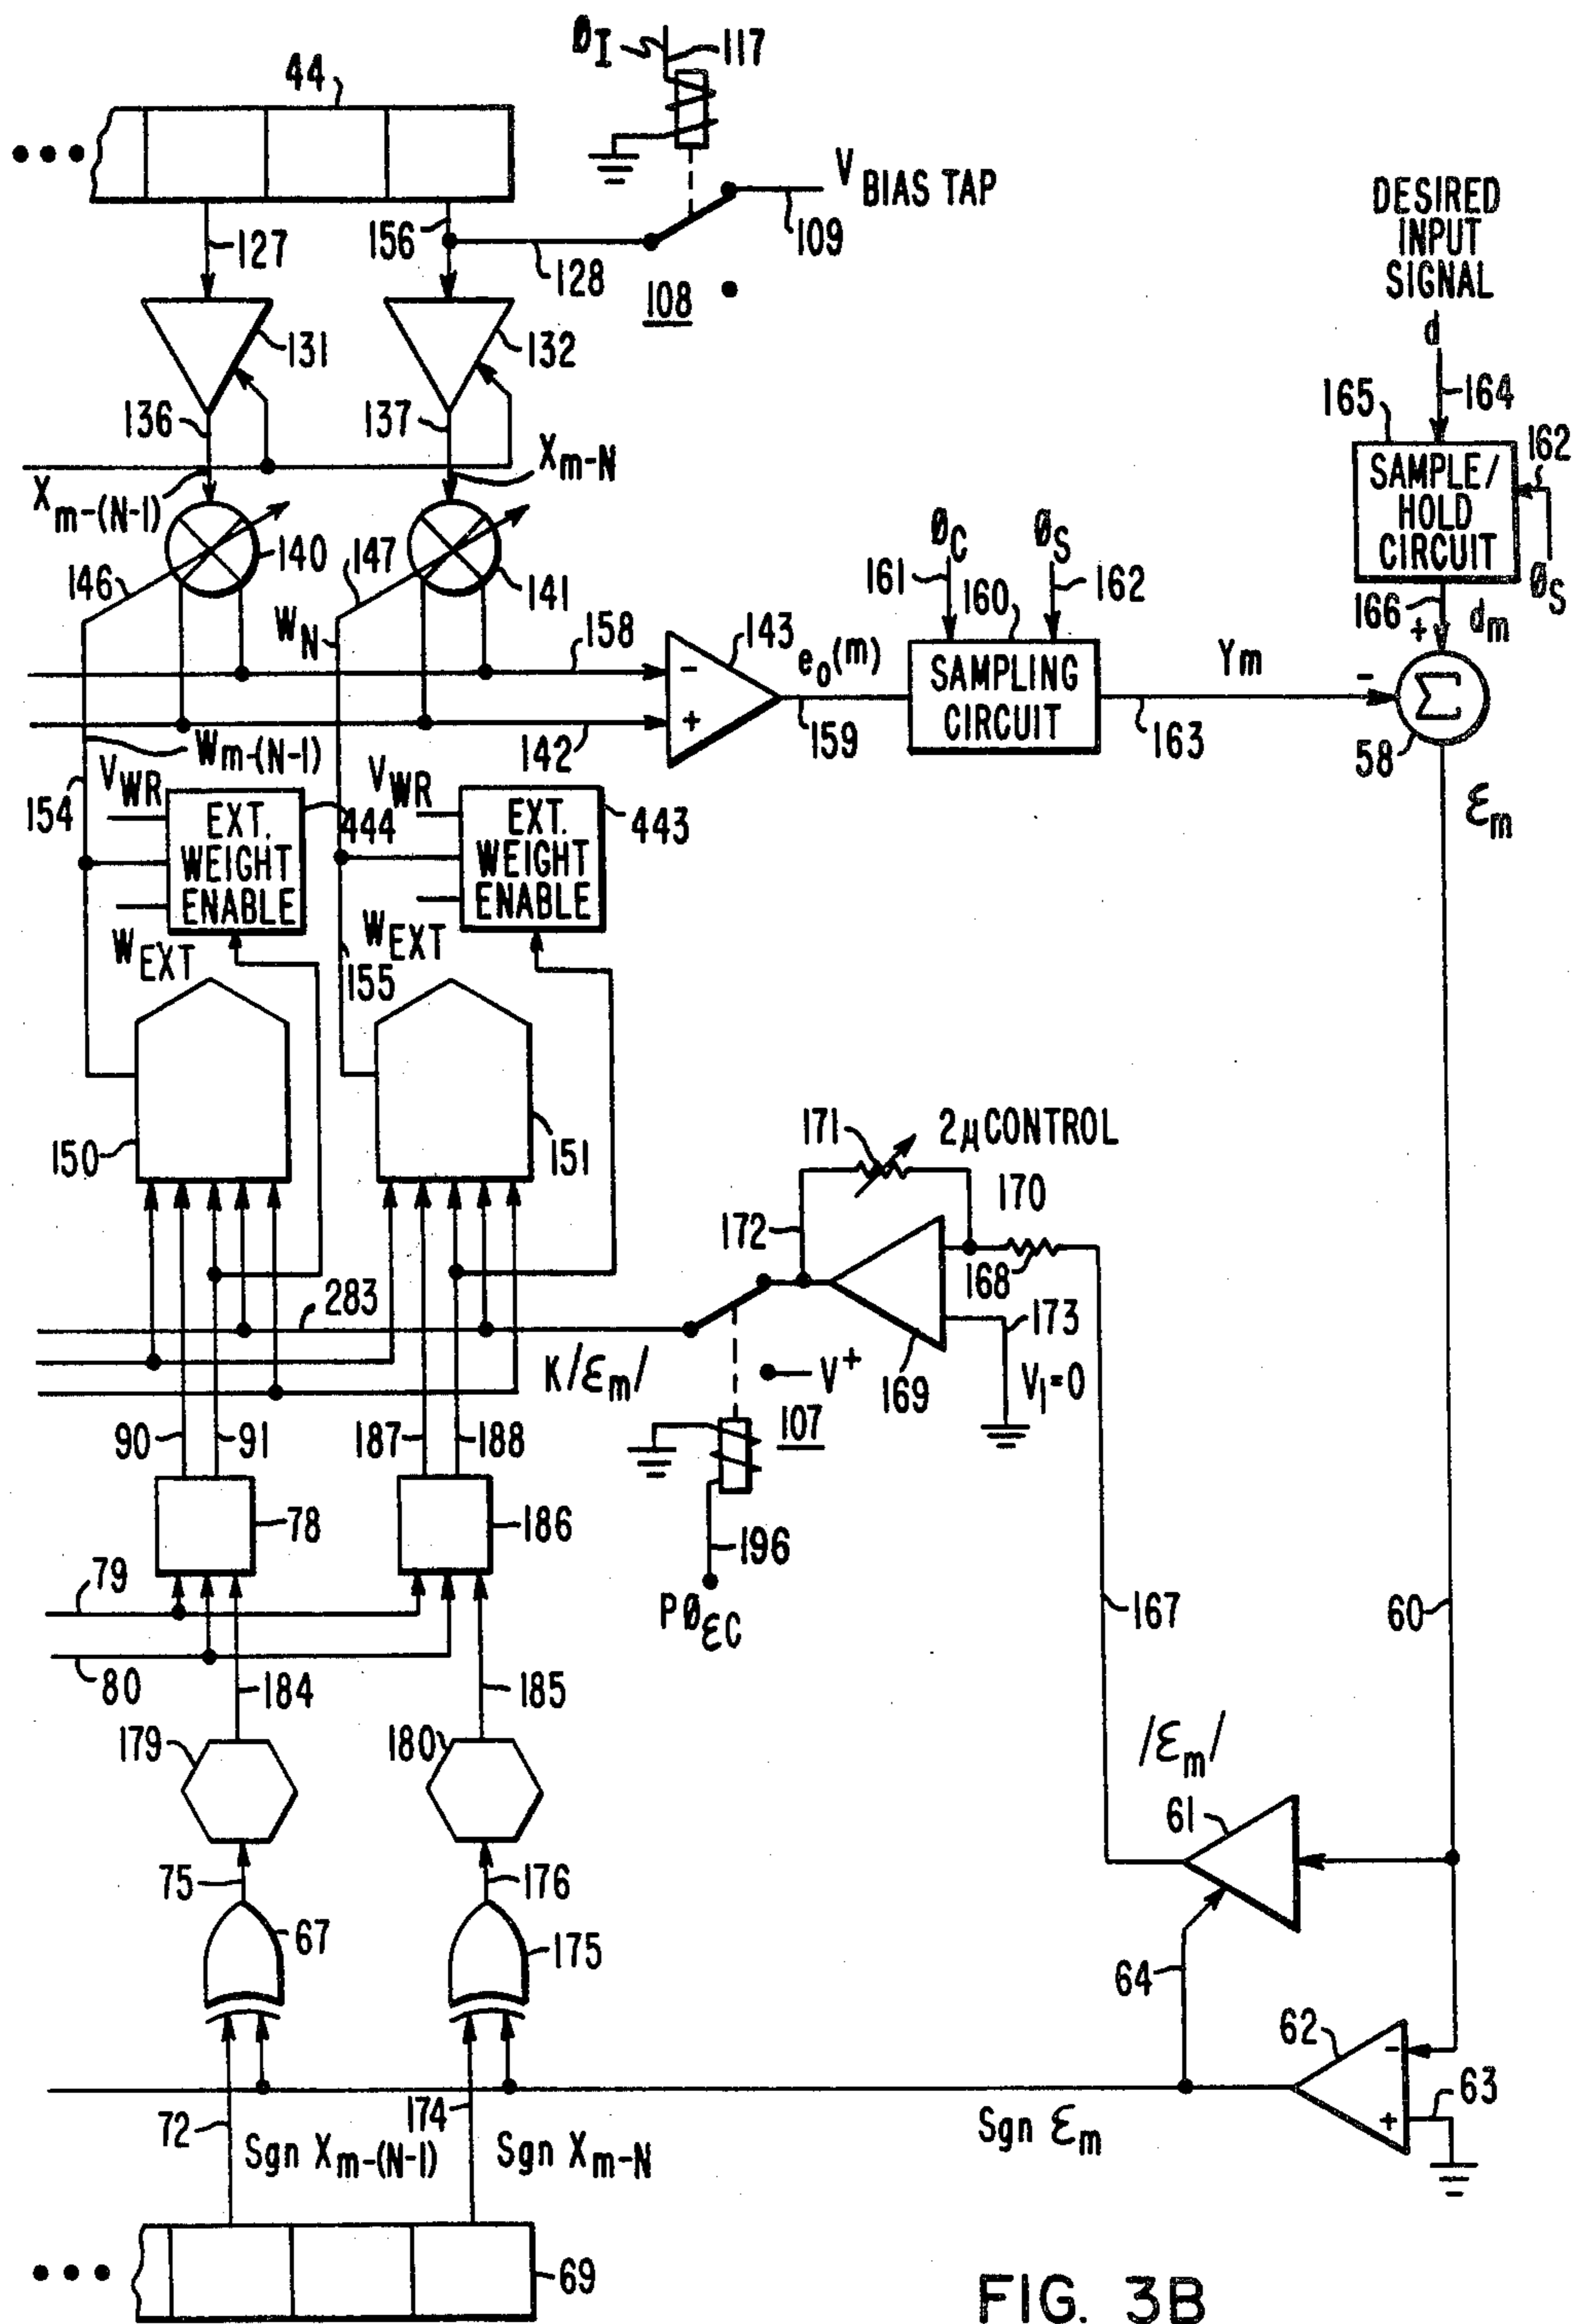 ØI
117
44
V BIAS TAP
109
127
156
128
108
DESIRED
INPUT
SIGNAL
d
164
165
162
SAMPLE/
HOLD
CIRCUIT
ØS
131
132
136
137
Xm-(N-1)
Xm-N
140
141
146
147
WN
158
143
e0(m)
ØC
161
ØS
160
162
SAMPLING
CIRCUIT
159
Ym
163
166
dm
+
-
Σ
58
-
+
Wm-(N-1)
142
VWR
VWR
154
444
443
EXT.
WEIGHT
ENABLE
EXT.
WEIGHT
ENABLE
WEXT
WEXT
155
εm
150
151
171
2μ CONTROL
170
172
168
283
169
173
V1=0
K/εm/
V+
107
90
91
187
188
78
186
196
PØεC
79
80
184
185
167
60
179
180
/εm/
61
75
176
67
175
64
62
-
+
63
72
174
Sgn Xm-(N-1)
Sgn Xm-N
Sgn εm
69
FIG. 3B